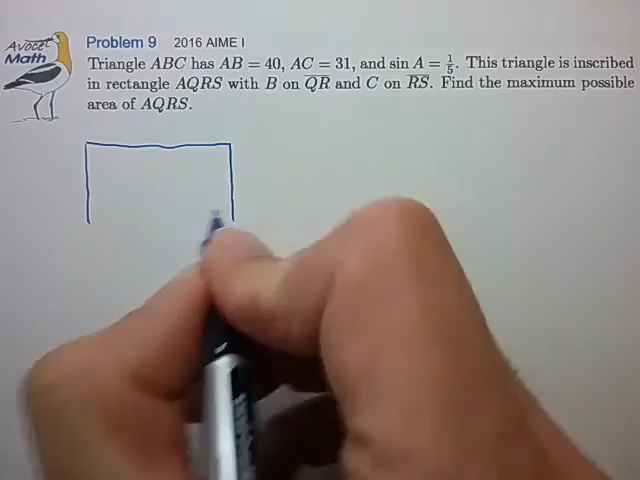 Avocet
Math
Problem 9 2016 AIME I
Triangle ABC has AB = 40, AC = 31, and sin A = 1/5. This triangle is inscribed
in rectangle AQRS with B on QR and C on RS. Find the maximum possible
area of AQRS.